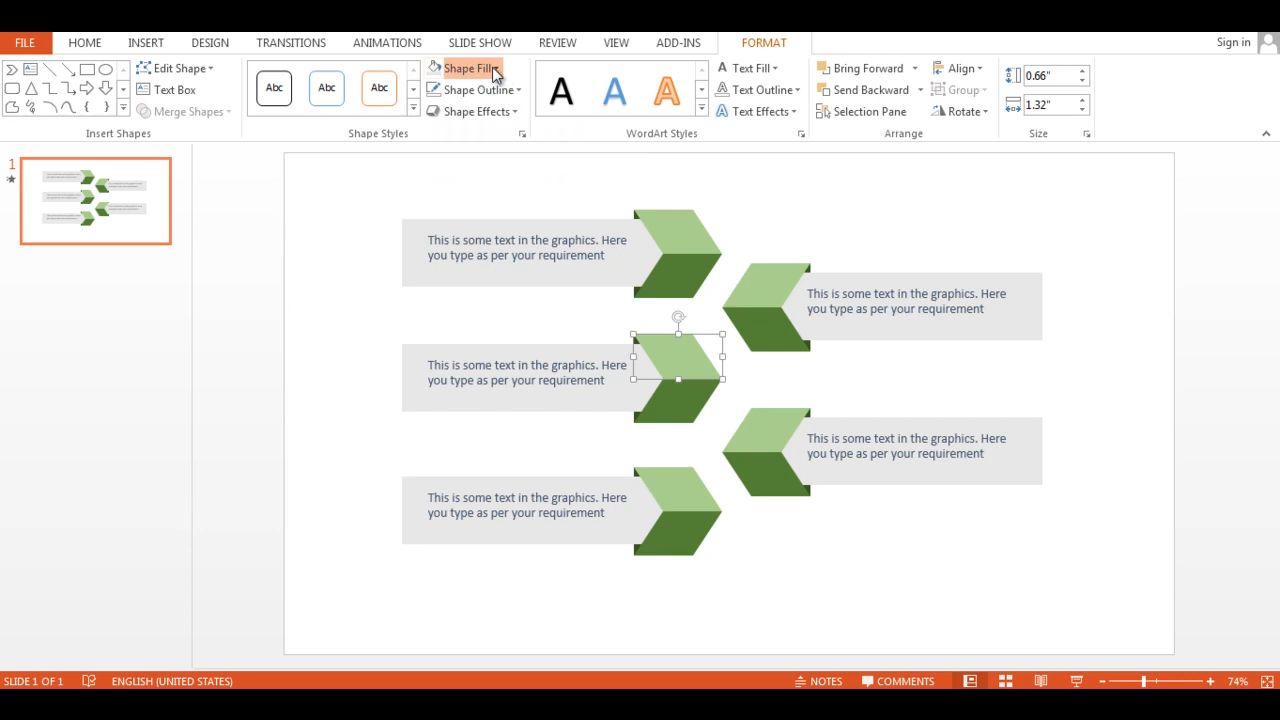 FILE HOME INSERT DESIGN TRANSITIONS ANIMATIONS SLIDE SHOW REVIEW VIEW ADD-INS FORMAT Sign in
Edit Shape
Text Box
Merge Shapes
Insert Shapes
Abc Abc Abc
Shape Fill
Shape Outline
Shape Effects
Shape Styles
A A A
Text Fill
Text Outline
Text Effects
WordArt Styles
Bring Forward
Send Backward
Selection Pane
Align
Group
Rotate
Arrange
0.66"
1.32"
Size
1
This is some text in the graphics. Here
you type as per your requirement
This is some text in the graphics. Here
you type as per your requirement
This is some text in the graphics. Here
you type as per your requirement
This is some text in the graphics. Here
you type as per your requirement
This is some text in the graphics. Here
you type as per your requirement
SLIDE 1 OF 1 ENGLISH (UNITED STATES) NOTES COMMENTS 74%